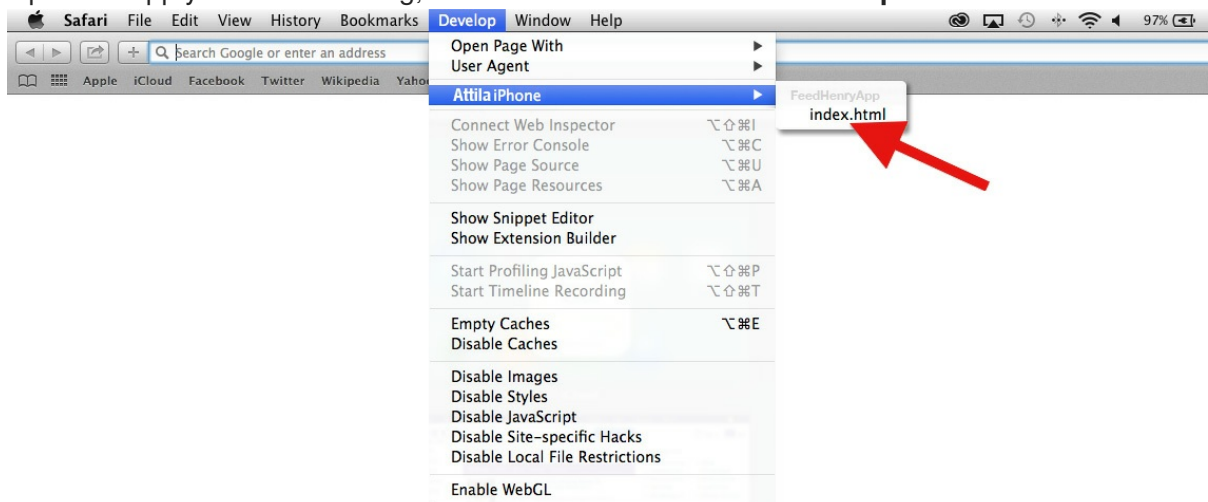 Safari File Edit View History Bookmarks Develop Window Help 97%
Search Google or enter an address
Apple iCloud Facebook Twitter Wikipedia Yaho
Open Page With
User Agent
Attila iPhone
FeedHenryApp
index.html
Connect Web Inspector ⌥⇧⌘I
Show Error Console ⌥⌘C
Show Page Source ⌥⌘U
Show Page Resources ⌥⌘A
Show Snippet Editor
Show Extension Builder
Start Profiling JavaScript ⌥⇧⌘P
Start Timeline Recording ⌥⇧⌘T
Empty Caches ⌥⌘E
Disable Caches
Disable Images
Disable Styles
Disable JavaScript
Disable Site-specific Hacks
Disable Local File Restrictions
Enable WebGL